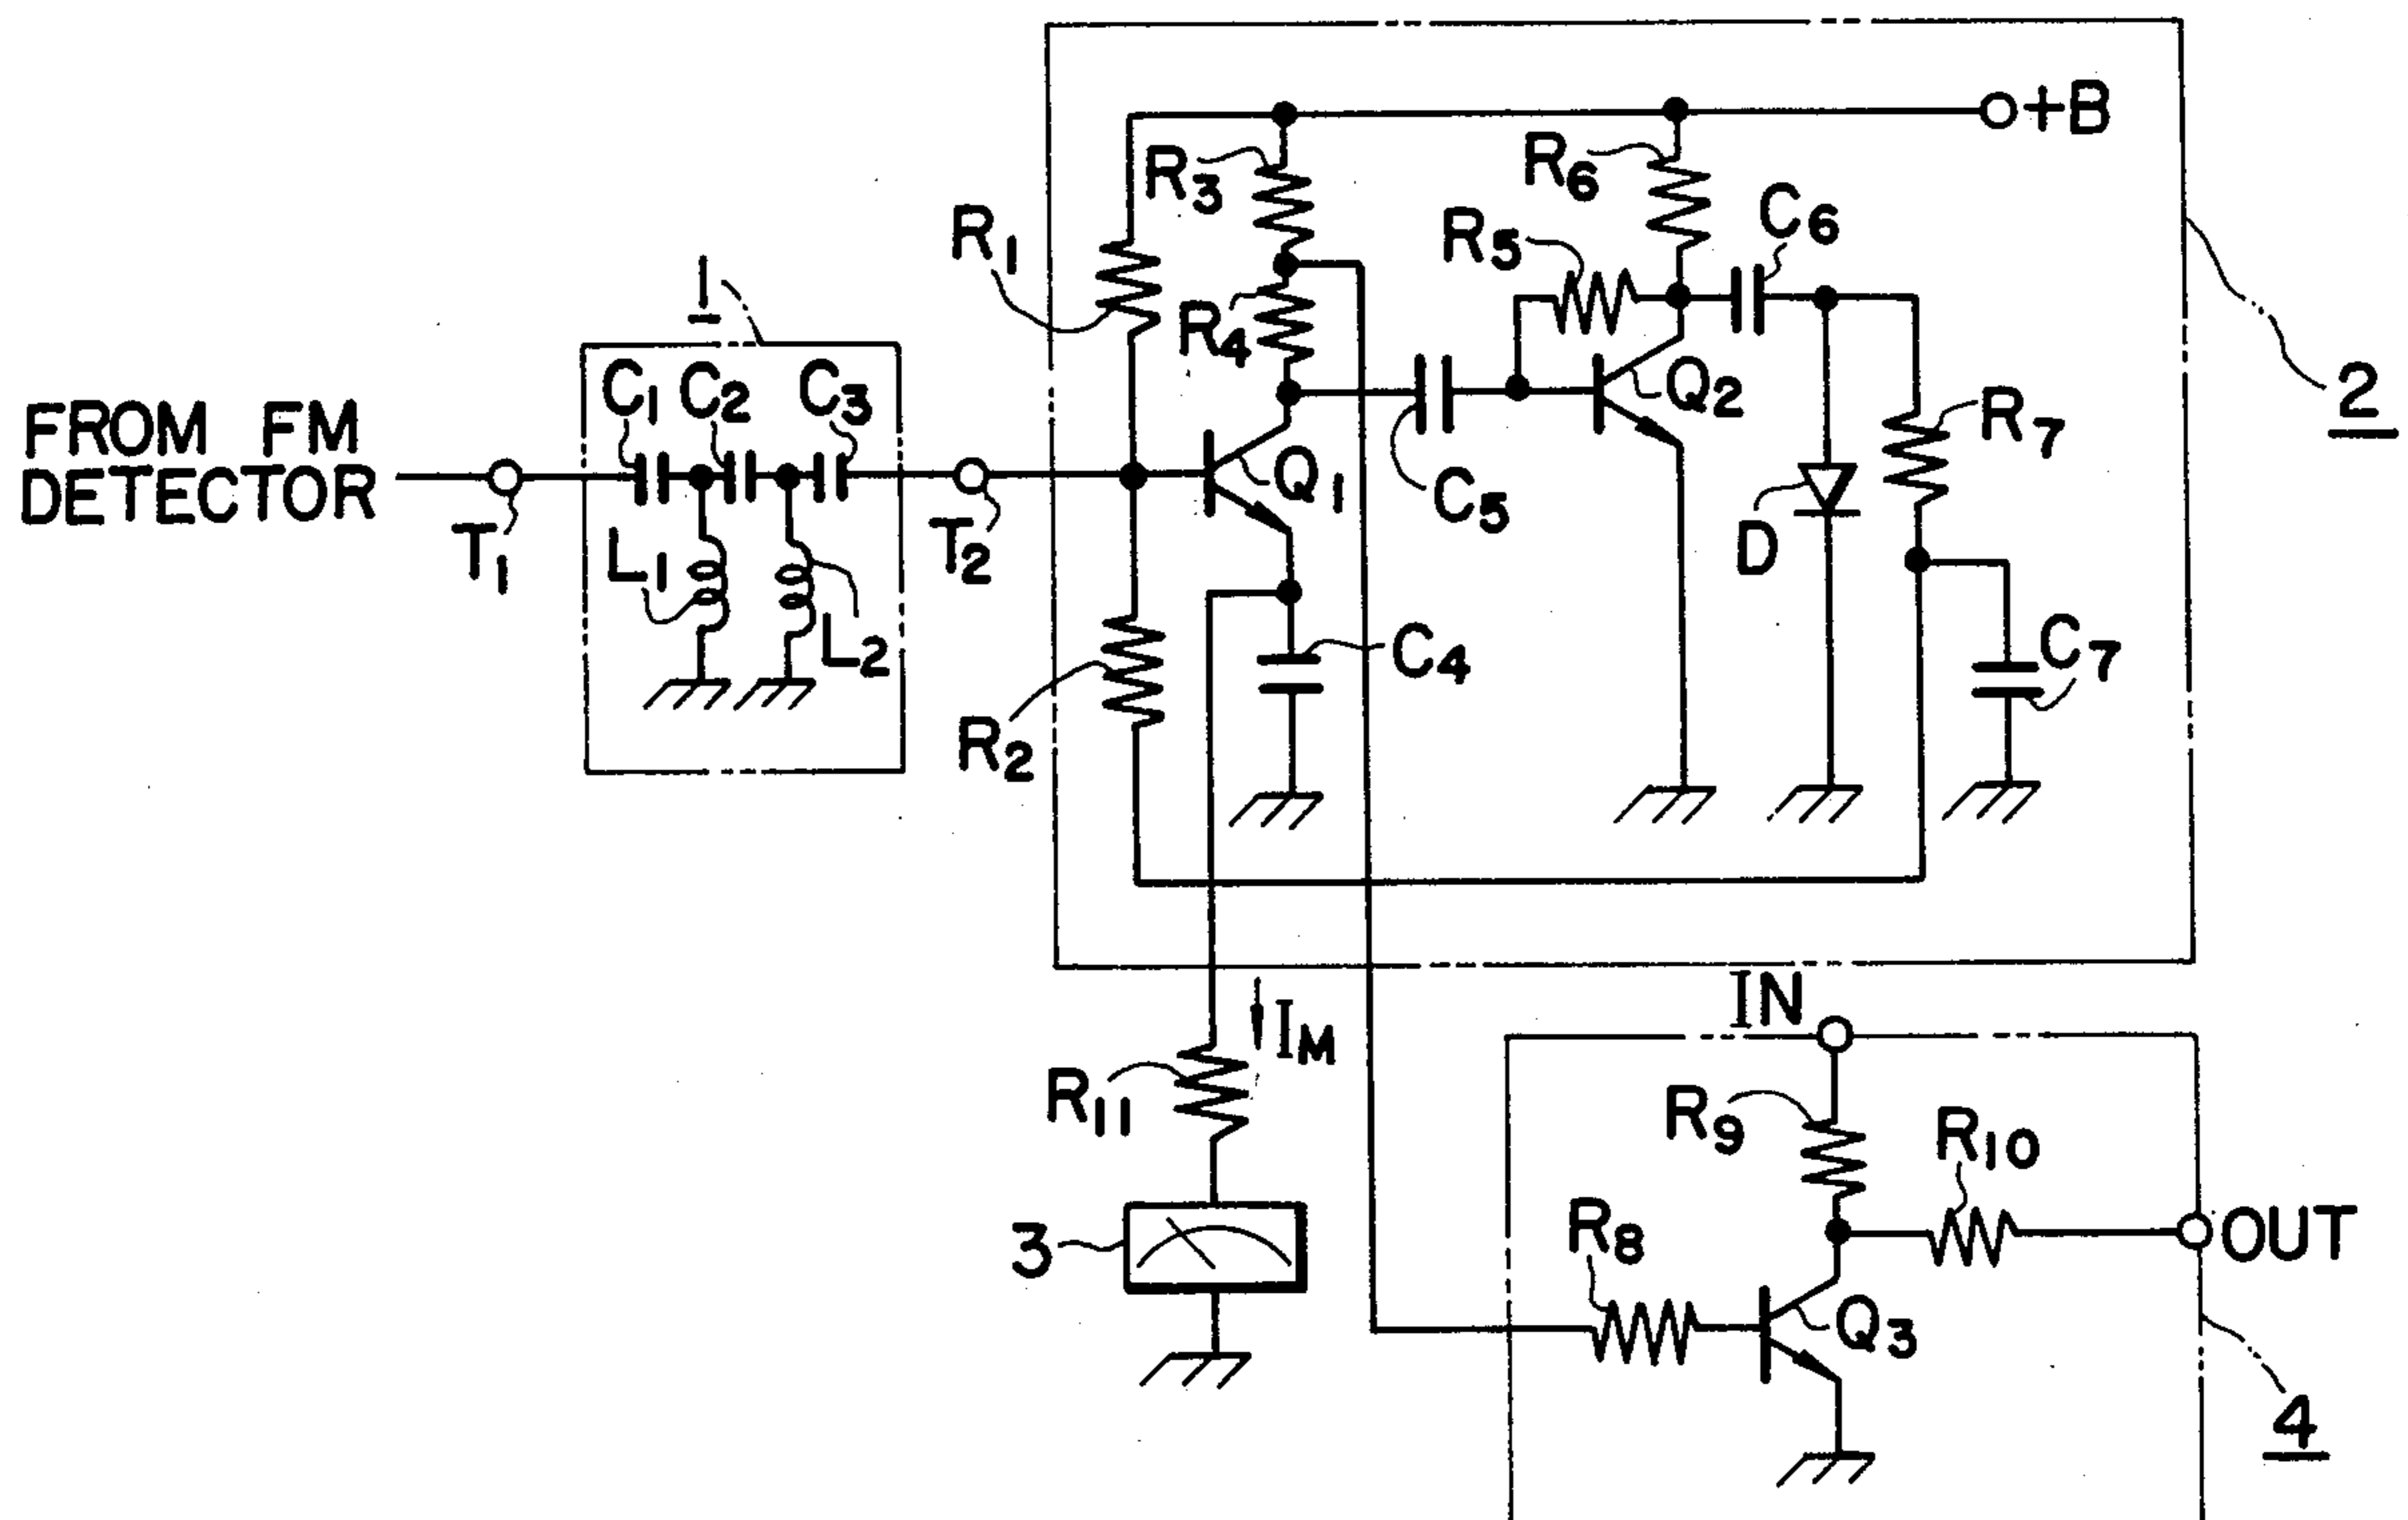 +B
R3
R6
C6
R1
R5
1
R4
C1 C2 C3
Q2
2
FROM FM
DETECTOR
R7
Q1
C5
T1
L1
T2
D
L2
C4
C7
R2
IN
IM
R11
R9
R10
3
R8
OUT
Q3
4